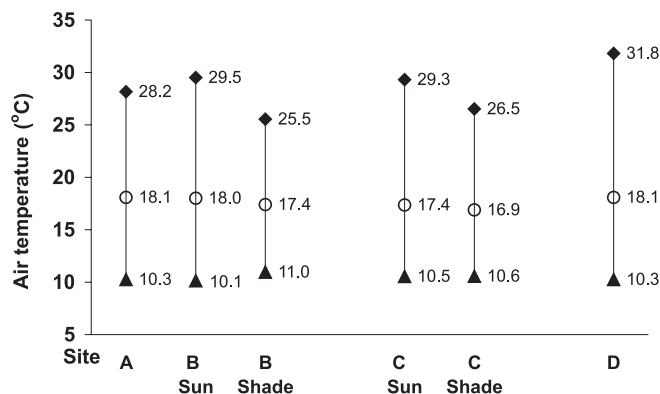 Air temperature (°C)
35
30
25
20
15
10
5
28.2
18.1
10.3
29.5
18.0
10.1
25.5
17.4
11.0
29.3
17.4
10.5
26.5
16.9
10.6
31.8
18.1
10.3
Site
A
B
Sun
B
Shade
C
Sun
C
Shade
D